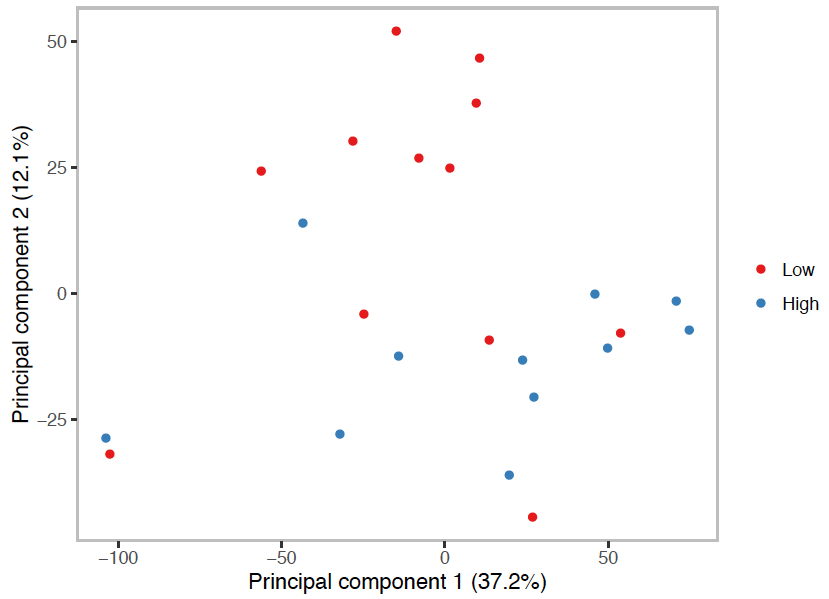 50
25
0
−25
−100
−50
0
50
Principal component 2 (12.1%)
Principal component 1 (37.2%)
Low
High